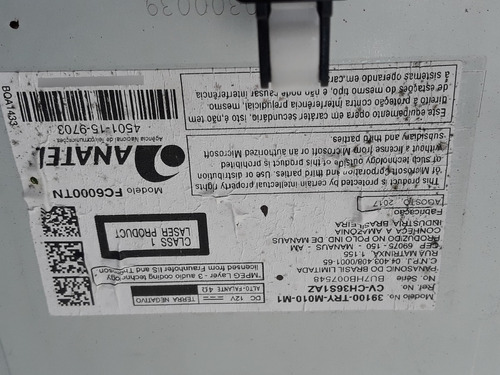 Modelo No. 39100-TRY-M010-M1
Ref. No. CV-CH36S1AZ
No. Série BU7HB007548
PANASONIC DO BRASIL LIMITADA
C.N.P.J. 04.403.408/0001-65
RUA MATRINXÃ, 1.155
CEP. 69075-150 - MANAUS - AM
PRODUZIDO NO POLO IND. DE MANAUS
CONHEÇA A AMAZÔNIA
INDÚSTRIA BRASILEIRA
Fabricação
AGOSTO 2017
DC 12V TERRA NEGATIVO
ALTO-FALANTE 4Ω
MPEG Layer - 3 audio coding technology
licensed from Fraunhofer IIS and Thomson
CLASS 1
LASER PRODUCT
This product is protected by certain intellectual property rights
of Microsoft Corporation and third parties. Use or distribution
of such technology outside of this product is prohibited
without a license from Microsoft or an authorized Microsoft
subsidiary and third parties.
Modelo FC6000TN
ANATEL
Agência Nacional de Telecomunicações
4501-15-9703
Este equipamento opera em caráter secundário, isto é, não tem
direito a proteção contra interferência prejudicial, mesmo
de estações do mesmo tipo, e não pode causar interferência
a sistemas operando em caráter
BQA1433
0300039